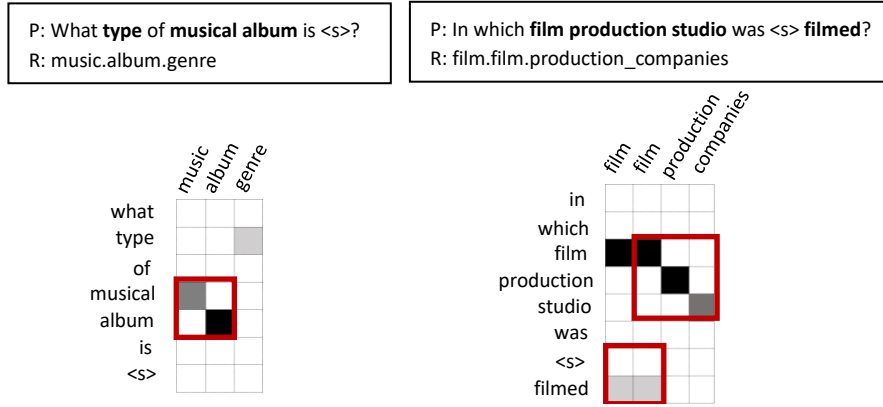 P: What type of musical album is <s>?
R: music.album.genre
P: In which film production studio was <s> filmed?
R: film.film.production_companies
music
album
genre
what
type
of
musical
album
is
<s>
film
film
production
companies
in
which
film
production
studio
was
<s>
filmed